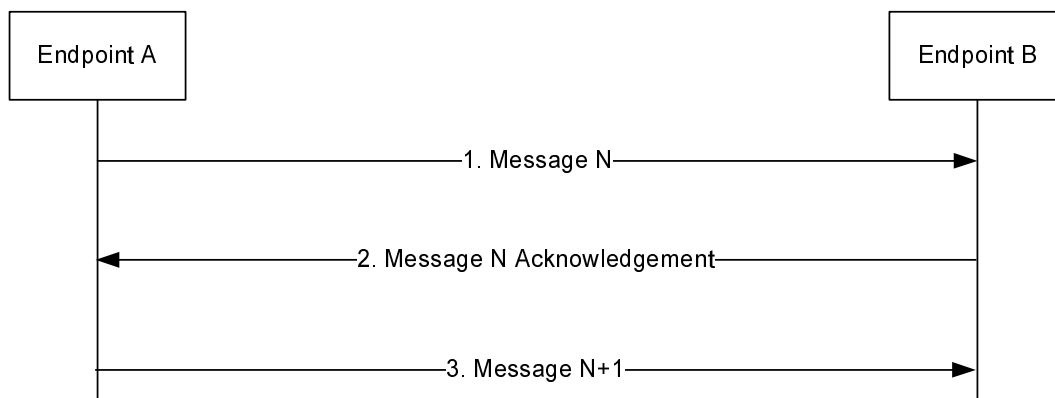 Endpoint A
Endpoint B
1. Message N
2. Message N Acknowledgement
3. Message N+1